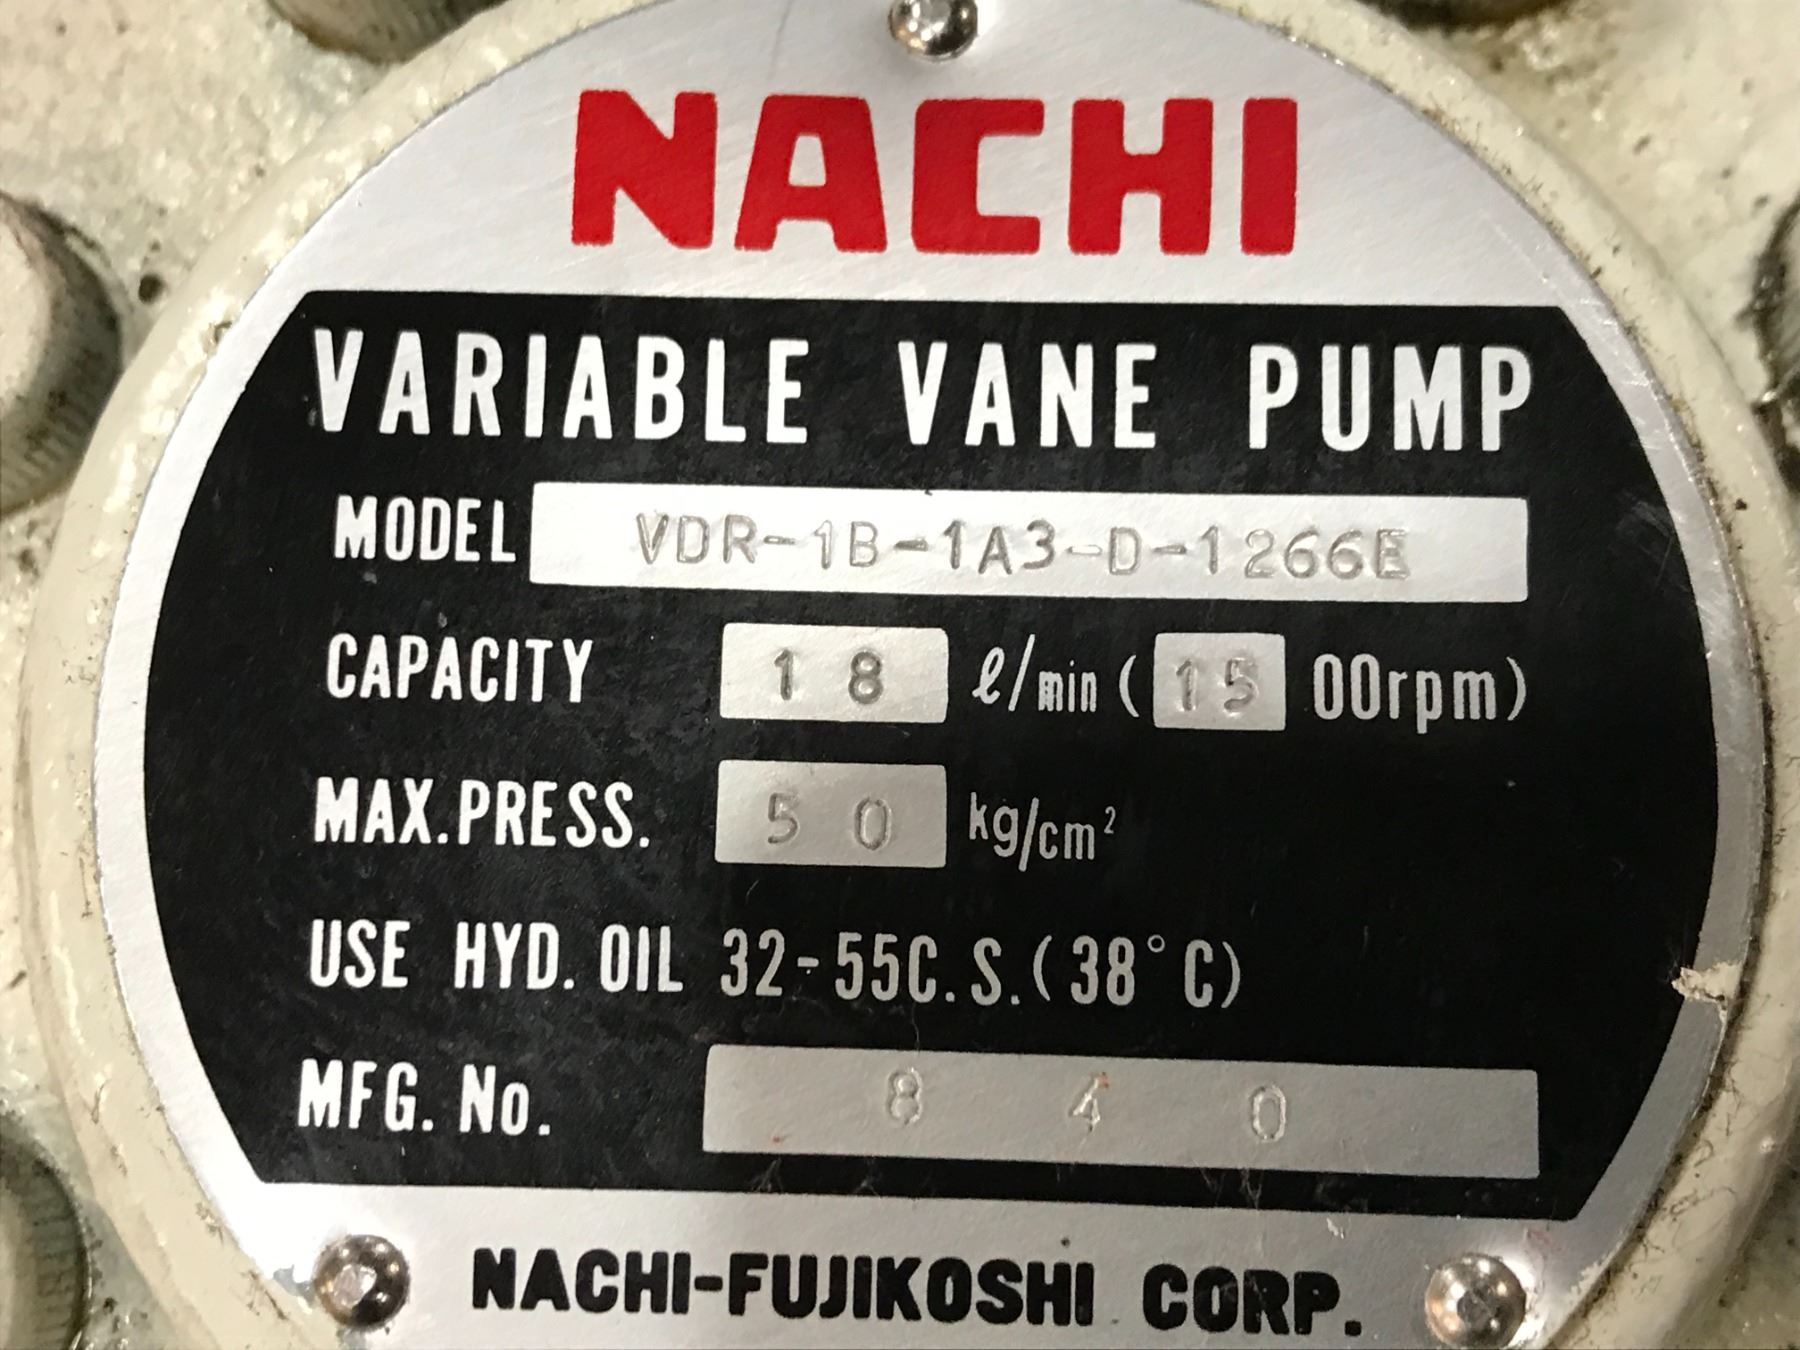 NACHI
VARIABLE VANE PUMP
MODEL VDR-1B-1A3-D-1266E
CAPACITY 18 ℓ/min (1500rpm)
MAX.PRESS. 50 kg/cm²
USE HYD. OIL 32-55C.S.(38°C)
MFG. No. 840
NACHI-FUJIKOSHI CORP.